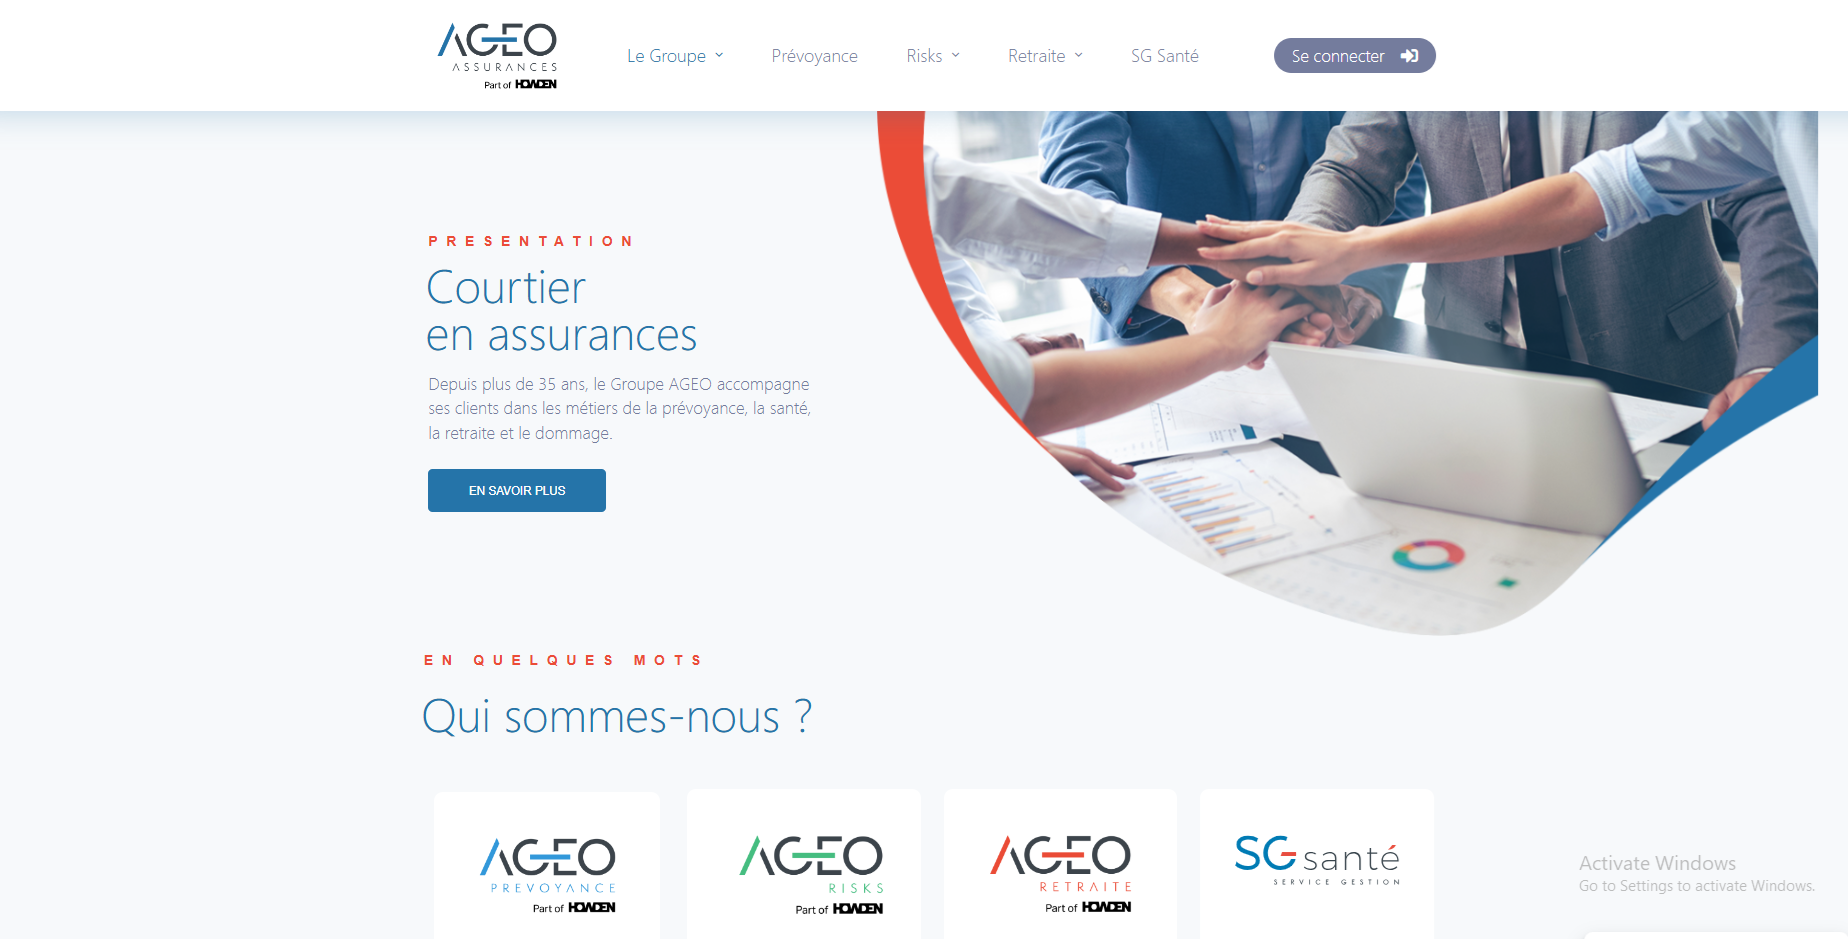 AGEO
ASSURANCES
Part of HOWDEN
Le Groupe
Prévoyance
Risks
Retraite
SG Santé
Se connecter
PRESENTATION
Courtier
en assurances
Depuis plus de 35 ans, le Groupe AGEO accompagne
ses clients dans les métiers de la prévoyance, la santé,
la retraite et le dommage.
EN SAVOIR PLUS
EN QUELQUES MOTS
Qui sommes-nous ?
AGEO
PREVOYANCE
Part of HOWDEN
AGEO
RISKS
Part of HOWDEN
AGEO
RETRAITE
Part of HOWDEN
SG santé
SERVICE GESTION
Activate Windows
Go to Settings to activate Windows.